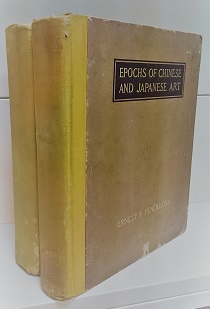 EPOCHS OF CHINESE
AND JAPANESE ART
ERNEST F. FENOLLOSA